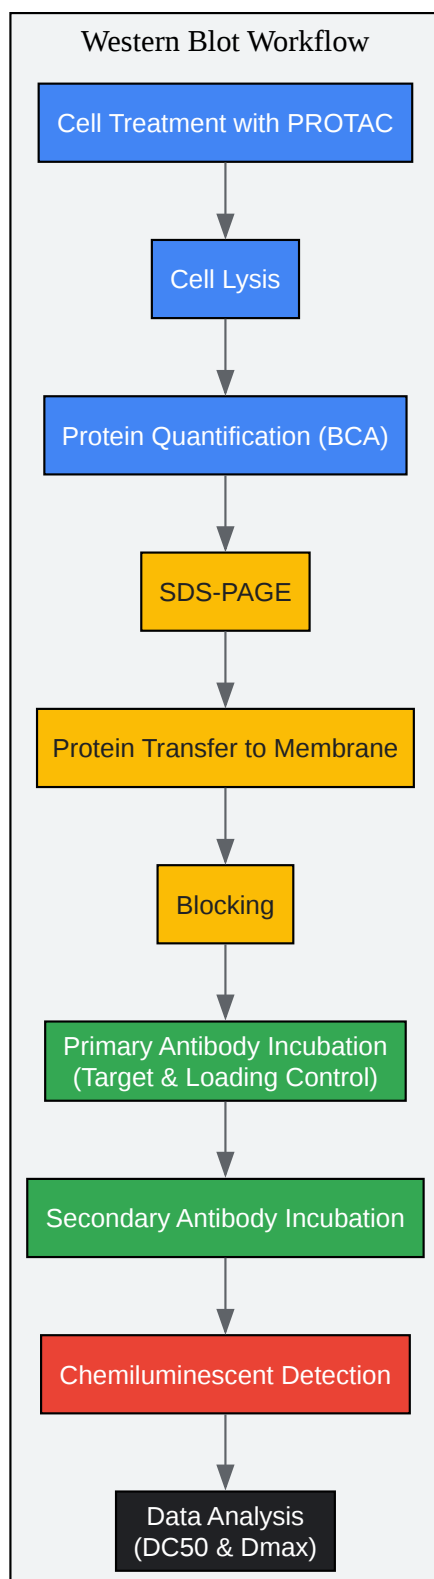 Western Blot Workflow
Cell Treatment with PROTAC
Cell Lysis
Protein Quantification (BCA)
SDS-PAGE
Protein Transfer to Membrane
Blocking
Primary Antibody Incubation
(Target & Loading Control)
Secondary Antibody Incubation
Chemiluminescent Detection
Data Analysis
(DC50 & Dmax)